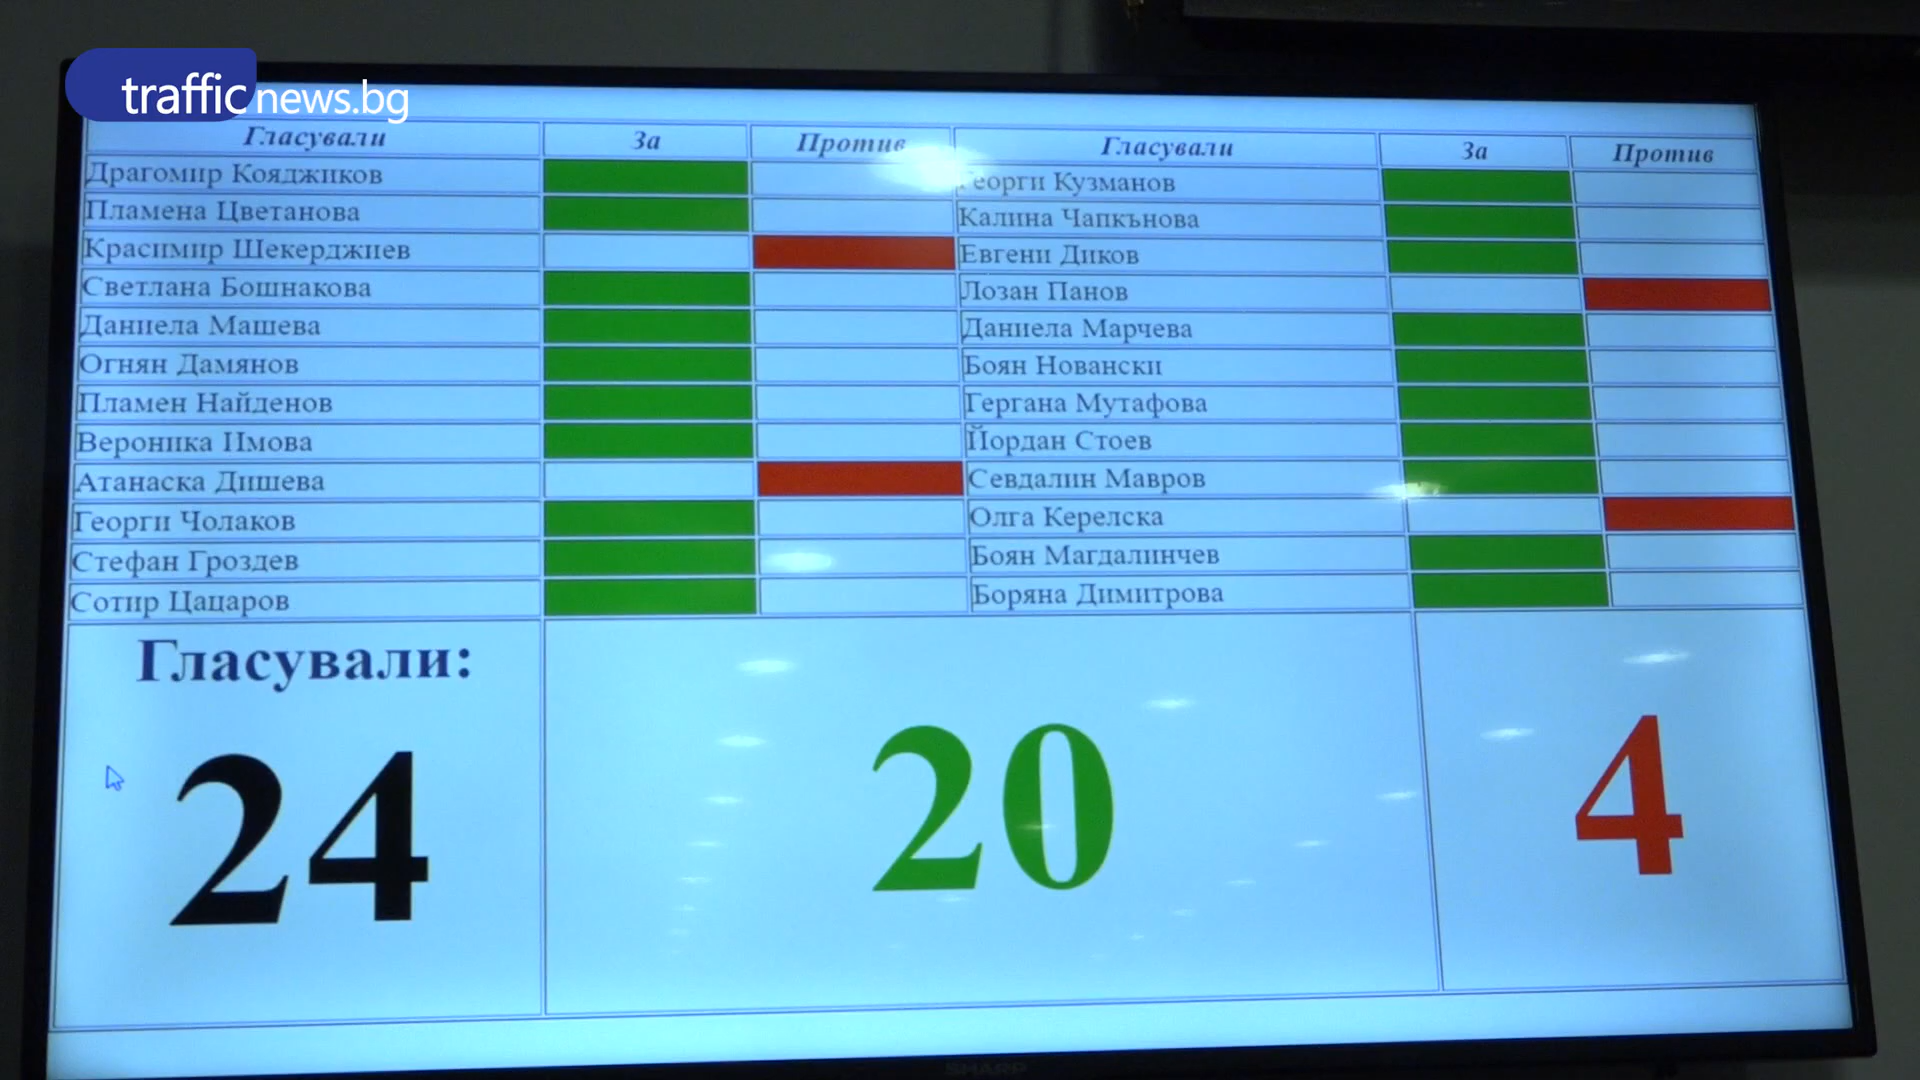 trafficnews.bg
Гласували За Против Гласували За Против
Драгомир Кояджиков Георги Кузманов
Пламена Цветанова Калина Чапкънова
Красимир Шекерджиев Евгени Диков
Светлана Бошнакова Лозан Панов
Даниела Машева Даниела Марчева
Огнян Дамянов Боян Новански
Пламен Найденов Гергана Мутафова
Вероника Имова Йордан Стоев
Атанаска Дишева Севдалин Мавров
Георги Чолаков Олга Керелска
Стефан Гроздев Боян Магдалинчев
Сотир Цацаров Боряна Димитрова
Гласували:
24 20 4
SHARP